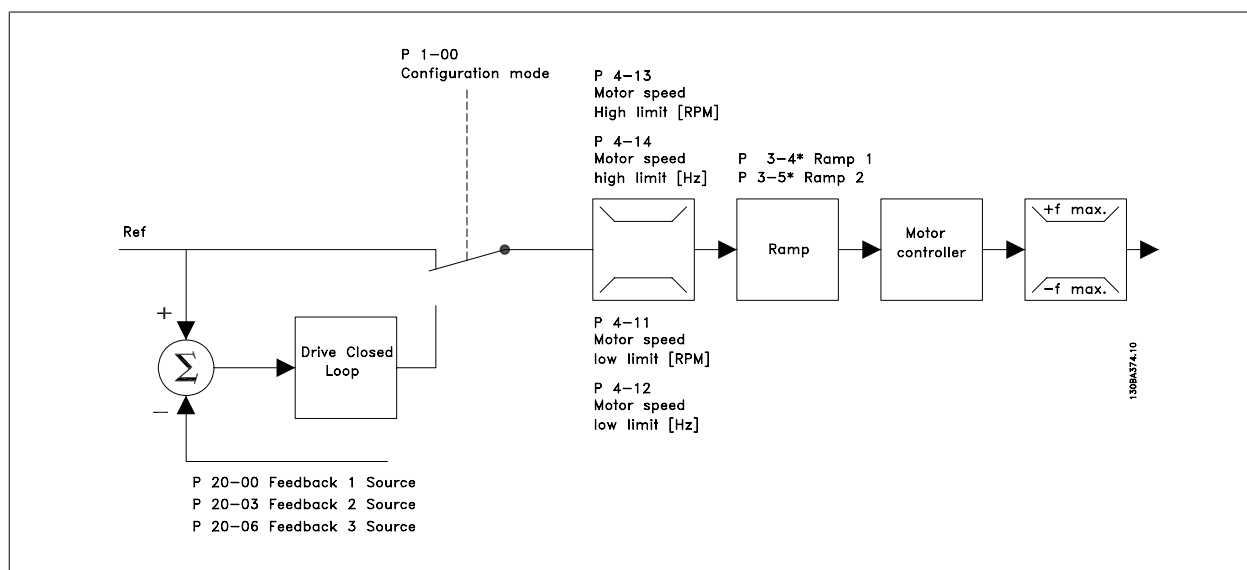 P 1-00
Configuration mode
P 4-13
Motor speed
High limit [RPM]
P 4-14
Motor speed
high limit [Hz]
P 3-4* Ramp 1
P 3-5* Ramp 2
Ref
+
Σ
−
Drive Closed
Loop
Ramp
Motor
controller
+f max.
−f max.
P 4-11
Motor speed
low limit [RPM]
P 4-12
Motor speed
low limit [Hz]
130BA374.10
P 20-00 Feedback 1 Source
P 20-03 Feedback 2 Source
P 20-06 Feedback 3 Source